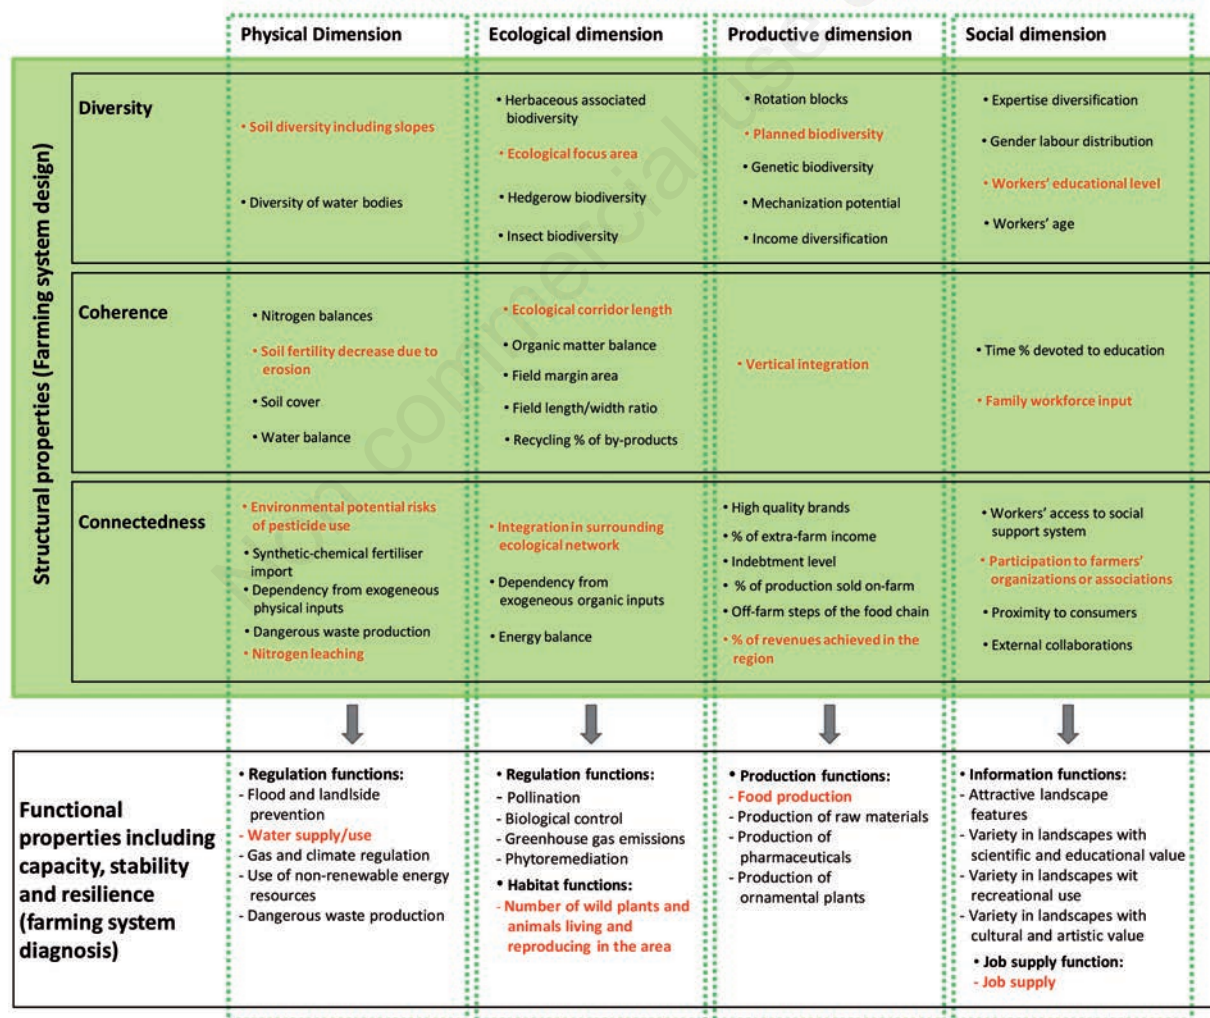 Physical Dimension
Ecological dimension
Productive dimension
Social dimension
Structural properties (Farming system design)
Diversity
• Soil diversity including slopes
• Diversity of water bodies
• Herbaceous associated
biodiversity
• Ecological focus area
• Hedgerow biodiversity
• Insect biodiversity
• Rotation blocks
• Planned biodiversity
• Genetic biodiversity
• Mechanization potential
• Income diversification
• Expertise diversification
• Gender labour distribution
• Workers' educational level
• Workers' age
Coherence
• Nitrogen balances
• Soil fertility decrease due to
erosion
• Soil cover
• Water balance
• Ecological corridor length
• Organic matter balance
• Field margin area
• Field length/width ratio
• Recycling % of by-products
• Vertical integration
• Time % devoted to education
• Family workforce input
Connectedness
• Environmental potential risks
of pesticide use
• Synthetic-chemical fertiliser
import
• Dependency from exogeneous
physical inputs
• Dangerous waste production
• Nitrogen leaching
• Integration in surrounding
ecological network
• Dependency from
exogeneous organic inputs
• Energy balance
• High quality brands
• % of extra-farm income
• Indebtment level
• % of production sold on-farm
• Off-farm steps of the food chain
• % of revenues achieved in the
region
• Workers' access to social
support system
• Participation to farmers'
organizations or associations
• Proximity to consumers
• External collaborations
Functional
properties including
capacity, stability
and resilience
(farming system
diagnosis)
• Regulation functions:
- Flood and landlside
prevention
- Water supply/use
- Gas and climate regulation
- Use of non-renewable energy
resources
- Dangerous waste production
• Regulation functions:
- Pollination
- Biological control
- Greenhouse gas emissions
- Phytoremediation
• Habitat functions:
- Number of wild plants and
animals living and
reproducing in the area
• Production functions:
- Food production
- Production of raw materials
- Production of
pharmaceuticals
- Production of
ornamental plants
• Information functions:
- Attractive landscape
features
- Variety in landscapes with
scientific and educational value
- Variety in landscapes wit
recreational use
- Variety in landscapes with
cultural and artistic value
• Job supply function:
- Job supply
commercial use